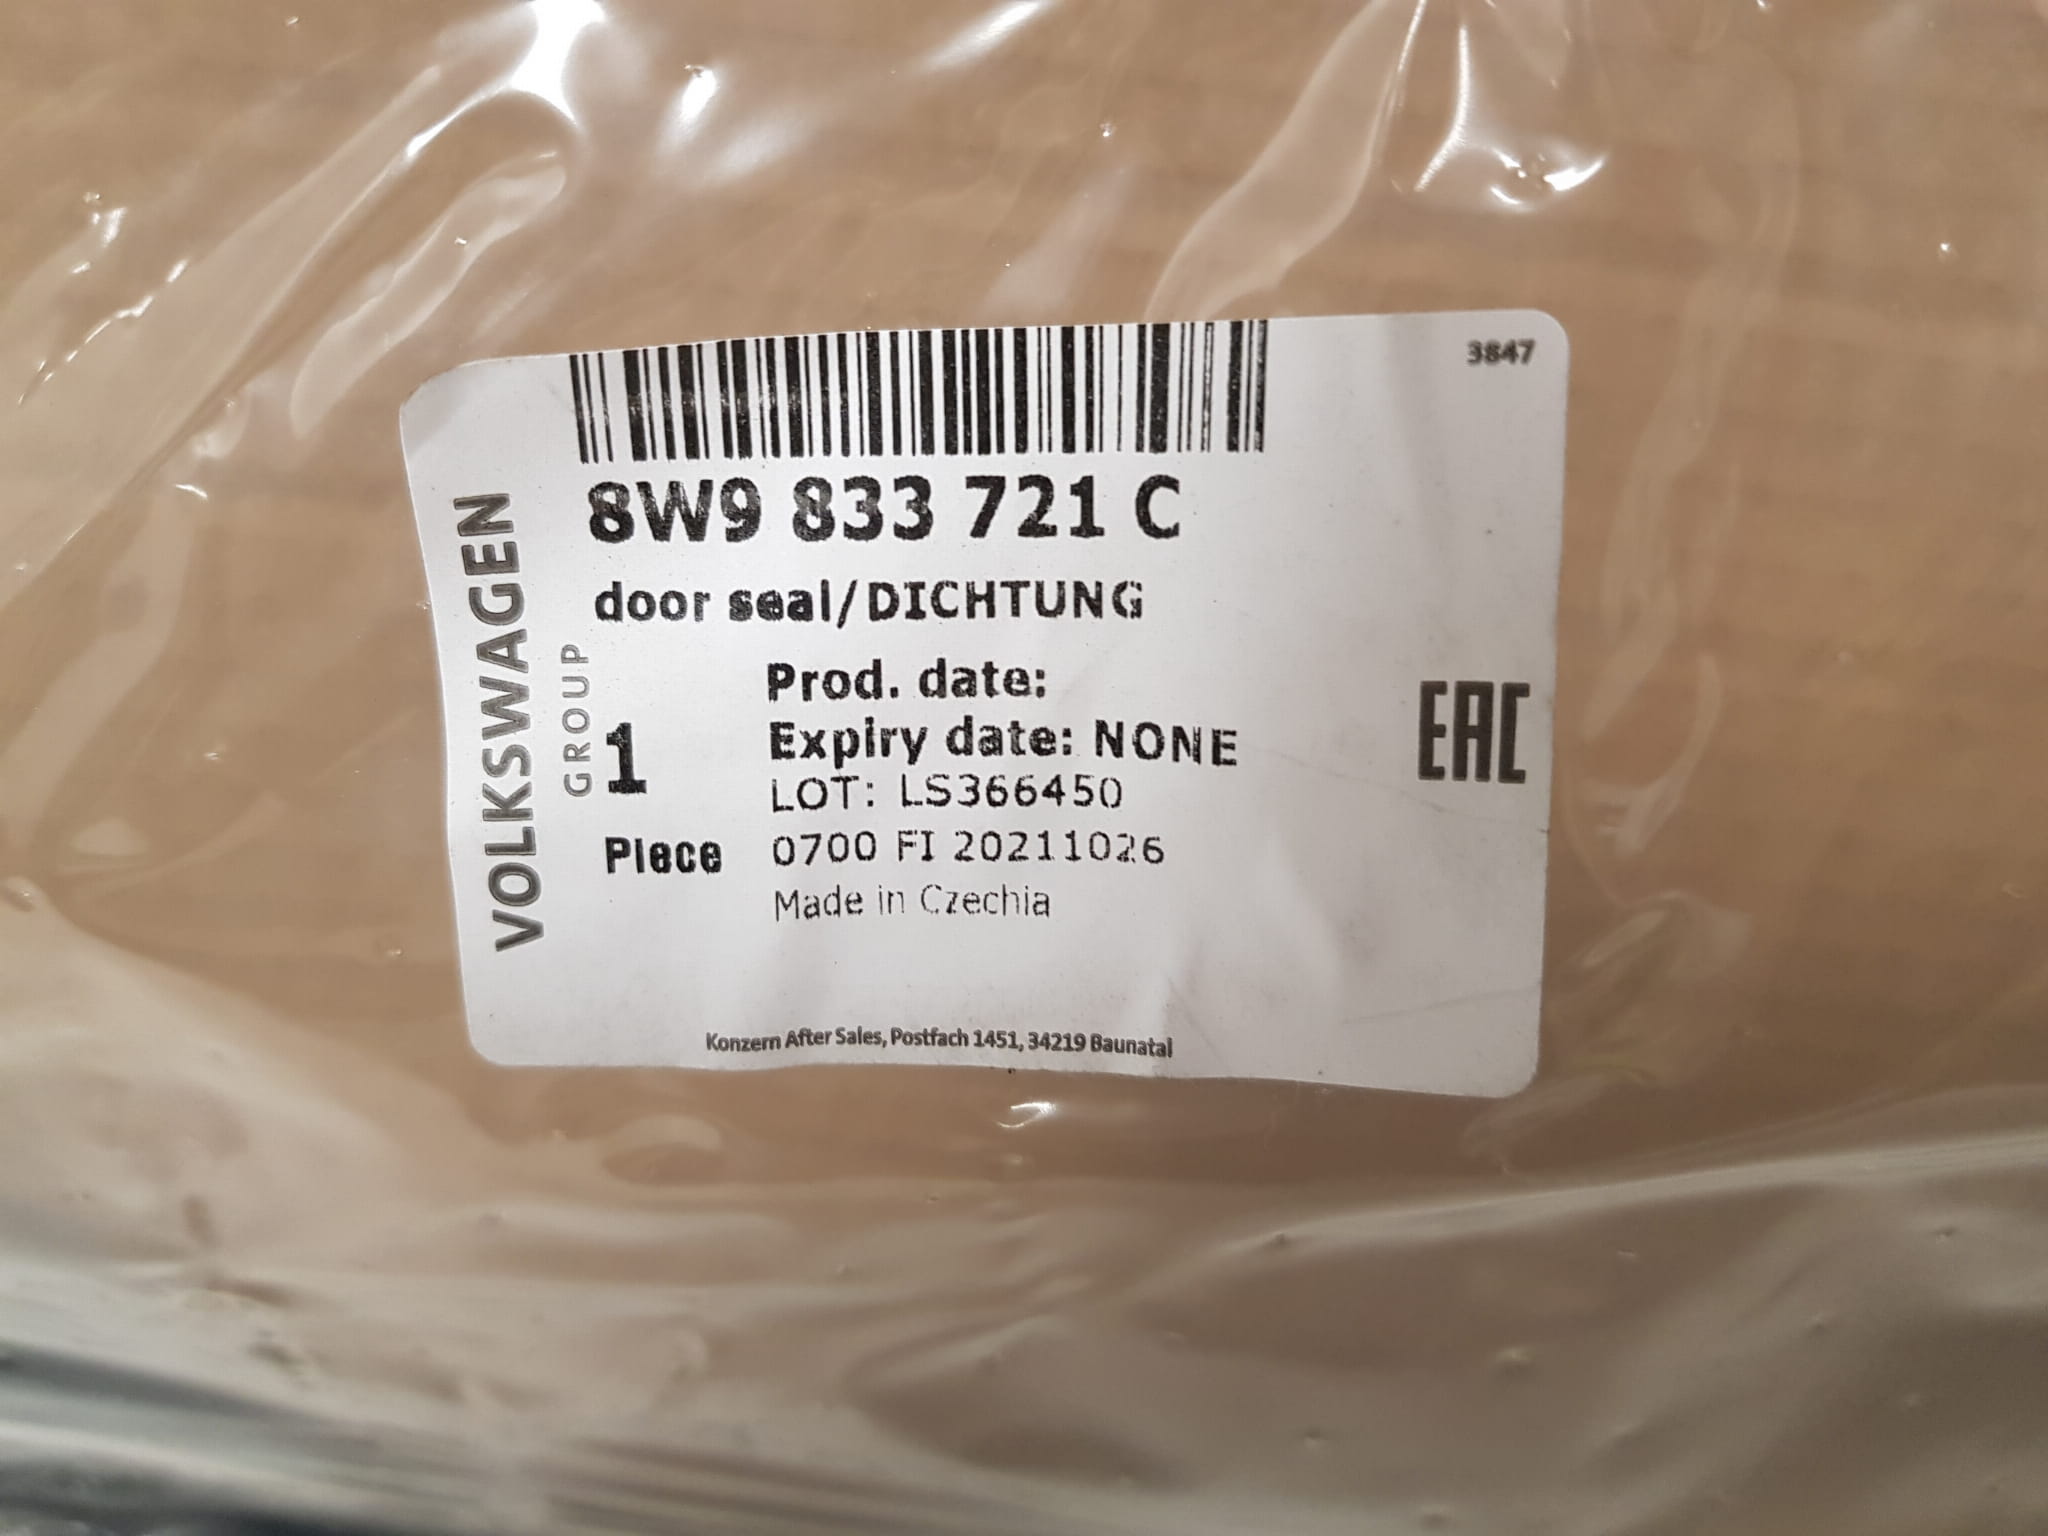 3847
8W9 833 721 C
door seal/DICHTUNG
VOLKSWAGEN
GROUP
1
Piece
Prod. date:
Expiry date: NONE
LOT: LS366450
0700 FI 20211026
Made in Czechia
EAC
Konzern After Sales, Postfach 1451, 34219 Baunatal